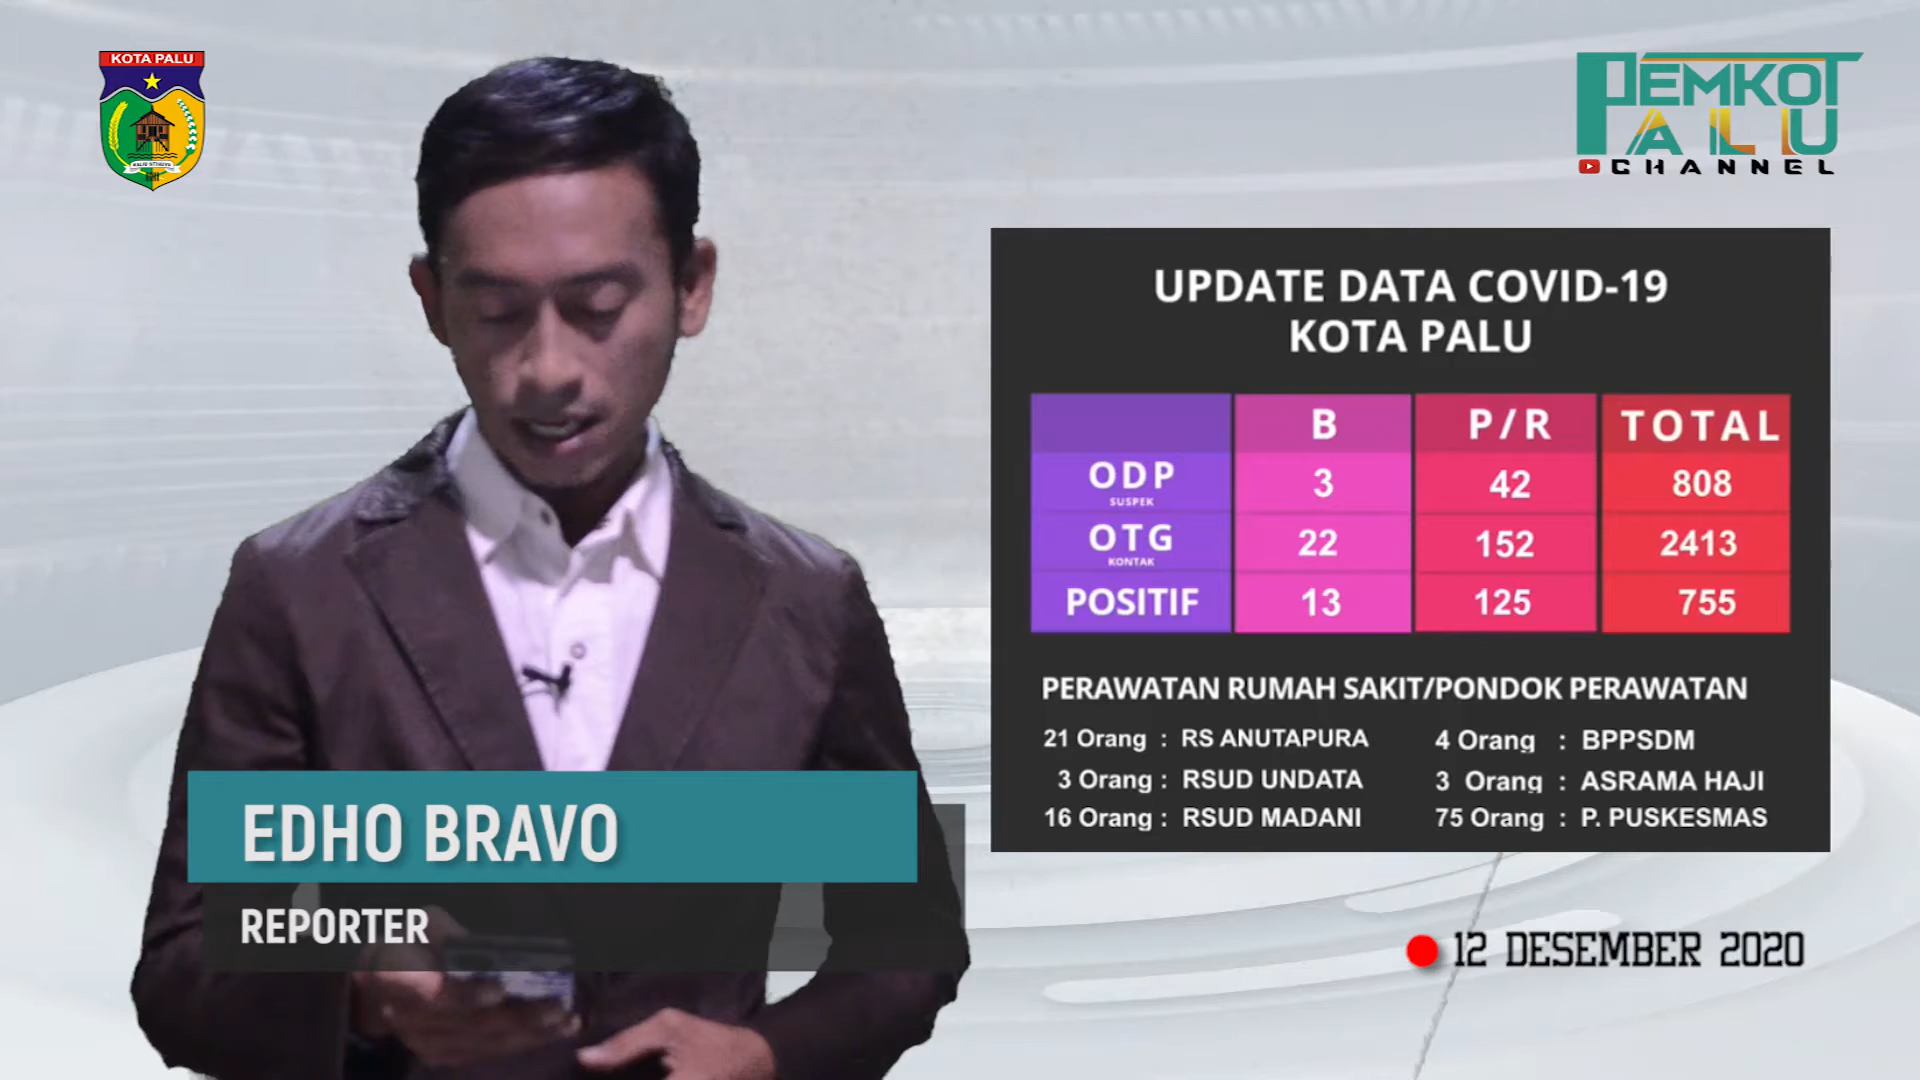 KOTA PALU
PEMKOT
PALU
CHANNEL
UPDATE DATA COVID-19
KOTA PALU
B P/R TOTAL
ODP 3 42 808
SUSPEK
OTG 22 152 2413
KONTAK
POSITIF 13 125 755
PERAWATAN RUMAH SAKIT/PONDOK PERAWATAN
21 Orang : RS ANUTAPURA 4 Orang : BPPSDM
3 Orang : RSUD UNDATA 3 Orang : ASRAMA HAJI
16 Orang : RSUD MADANI 75 Orang : P. PUSKESMAS
EDHO BRAVO
REPORTER
12 DESEMBER 2020